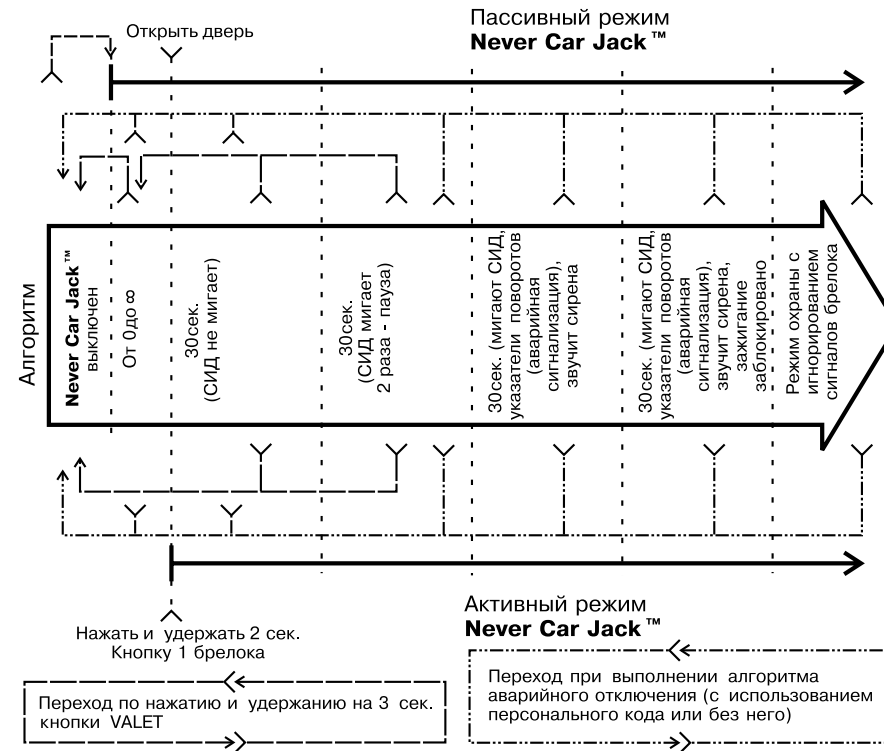 Пассивный режим
Never Car Jack™
Открыть дверь
Алгоритм
Never Car Jack™
выключен
От 0до ∞
30сек.
(СИД не мигает)
30сек.
(СИД мигает
2 раза - пауза)
30сек. (мигают СИД,
указатели поворотов
(аварийная
сигнализация),
звучит сирена
30сек. (мигают СИД,
указатели поворотов
(аварийная
сигнализация),
звучит сирена,
зажигание
заблокировано
Режим охраны с
игнорированием
сигналов брелока
Нажать и удержать 2 сек.
Кнопку 1 брелока
Активный режим
Never Car Jack™
Переход по нажатию и удержанию на 3 сек.
кнопки VALET
Переход при выполнении алгоритма
аварийного отключения (с использованием
персонального кода или без него)